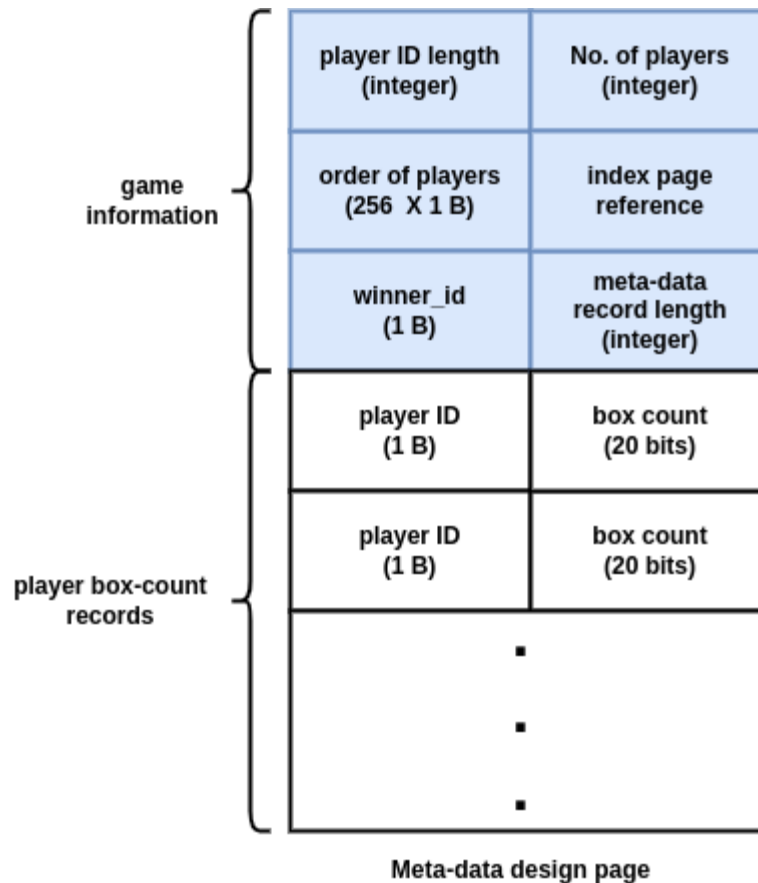 player ID length
(integer)
No. of players
(integer)
game
information
order of players
(256 X 1 B)
index page
reference
winner_id
(1 B)
meta-data
record length
(integer)
player box-count
records
player ID
(1 B)
box count
(20 bits)
player ID
(1 B)
box count
(20 bits)
Meta-data design page